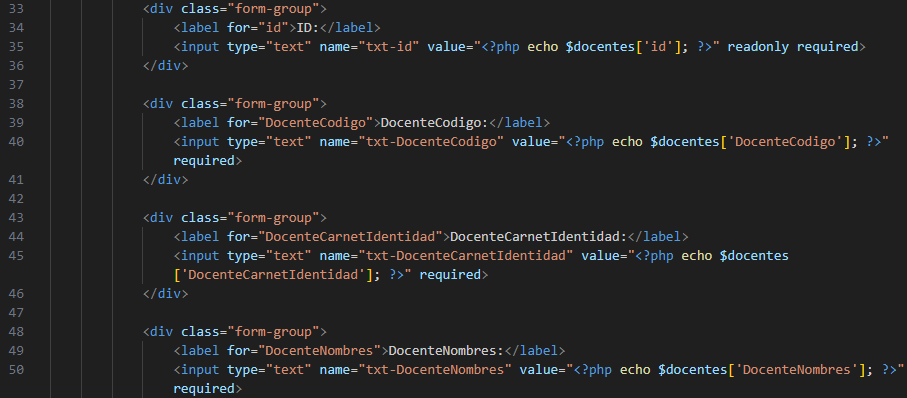 33 <div class="form-group">
34 <label for="id">ID:</label>
35 <input type="text" name="txt-id" value="<?php echo $docentes['id']; ?>" readonly required>
36 </div>
37
38 <div class="form-group">
39 <label for="DocenteCodigo">DocenteCodigo:</label>
40 <input type="text" name="txt-DocenteCodigo" value="<?php echo $docentes['DocenteCodigo']; ?>"
required>
41 </div>
42
43 <div class="form-group">
44 <label for="DocenteCarnetIdentidad">DocenteCarnetIdentidad:</label>
45 <input type="text" name="txt-DocenteCarnetIdentidad" value="<?php echo $docentes
['DocenteCarnetIdentidad']; ?>" required>
46 </div>
47
48 <div class="form-group">
49 <label for="DocenteNombres">DocenteNombres:</label>
50 <input type="text" name="txt-DocenteNombres" value="<?php echo $docentes['DocenteNombres']; ?>"
required>